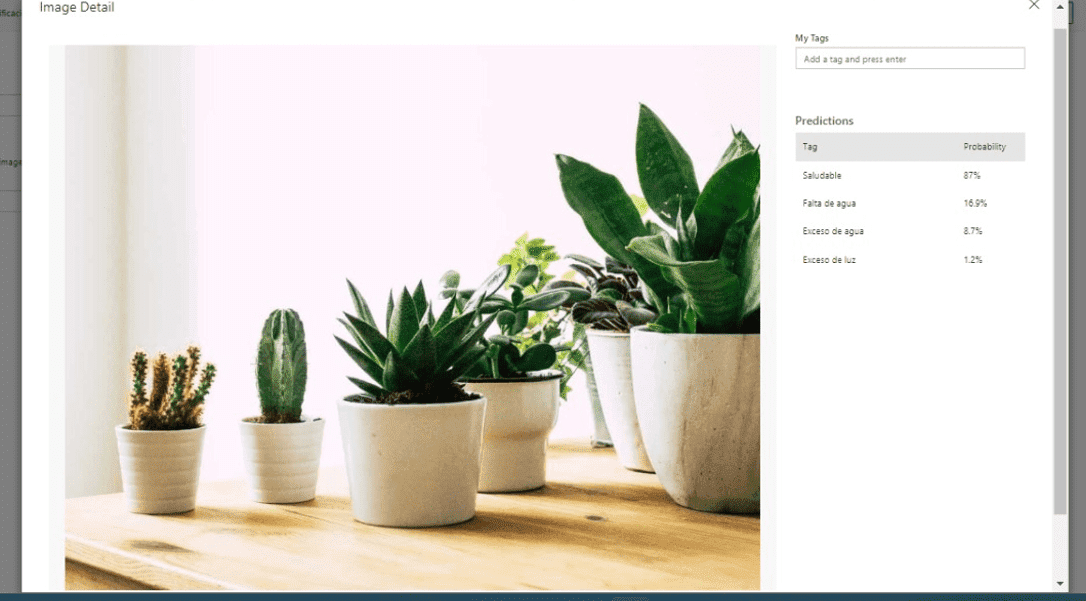 Image Detail
My Tags
Add a tag and press enter
Predictions
Tag Probability
Saludable 87%
Falta de agua 16.9%
Exceso de agua 8.7%
Exceso de luz 1.2%
image